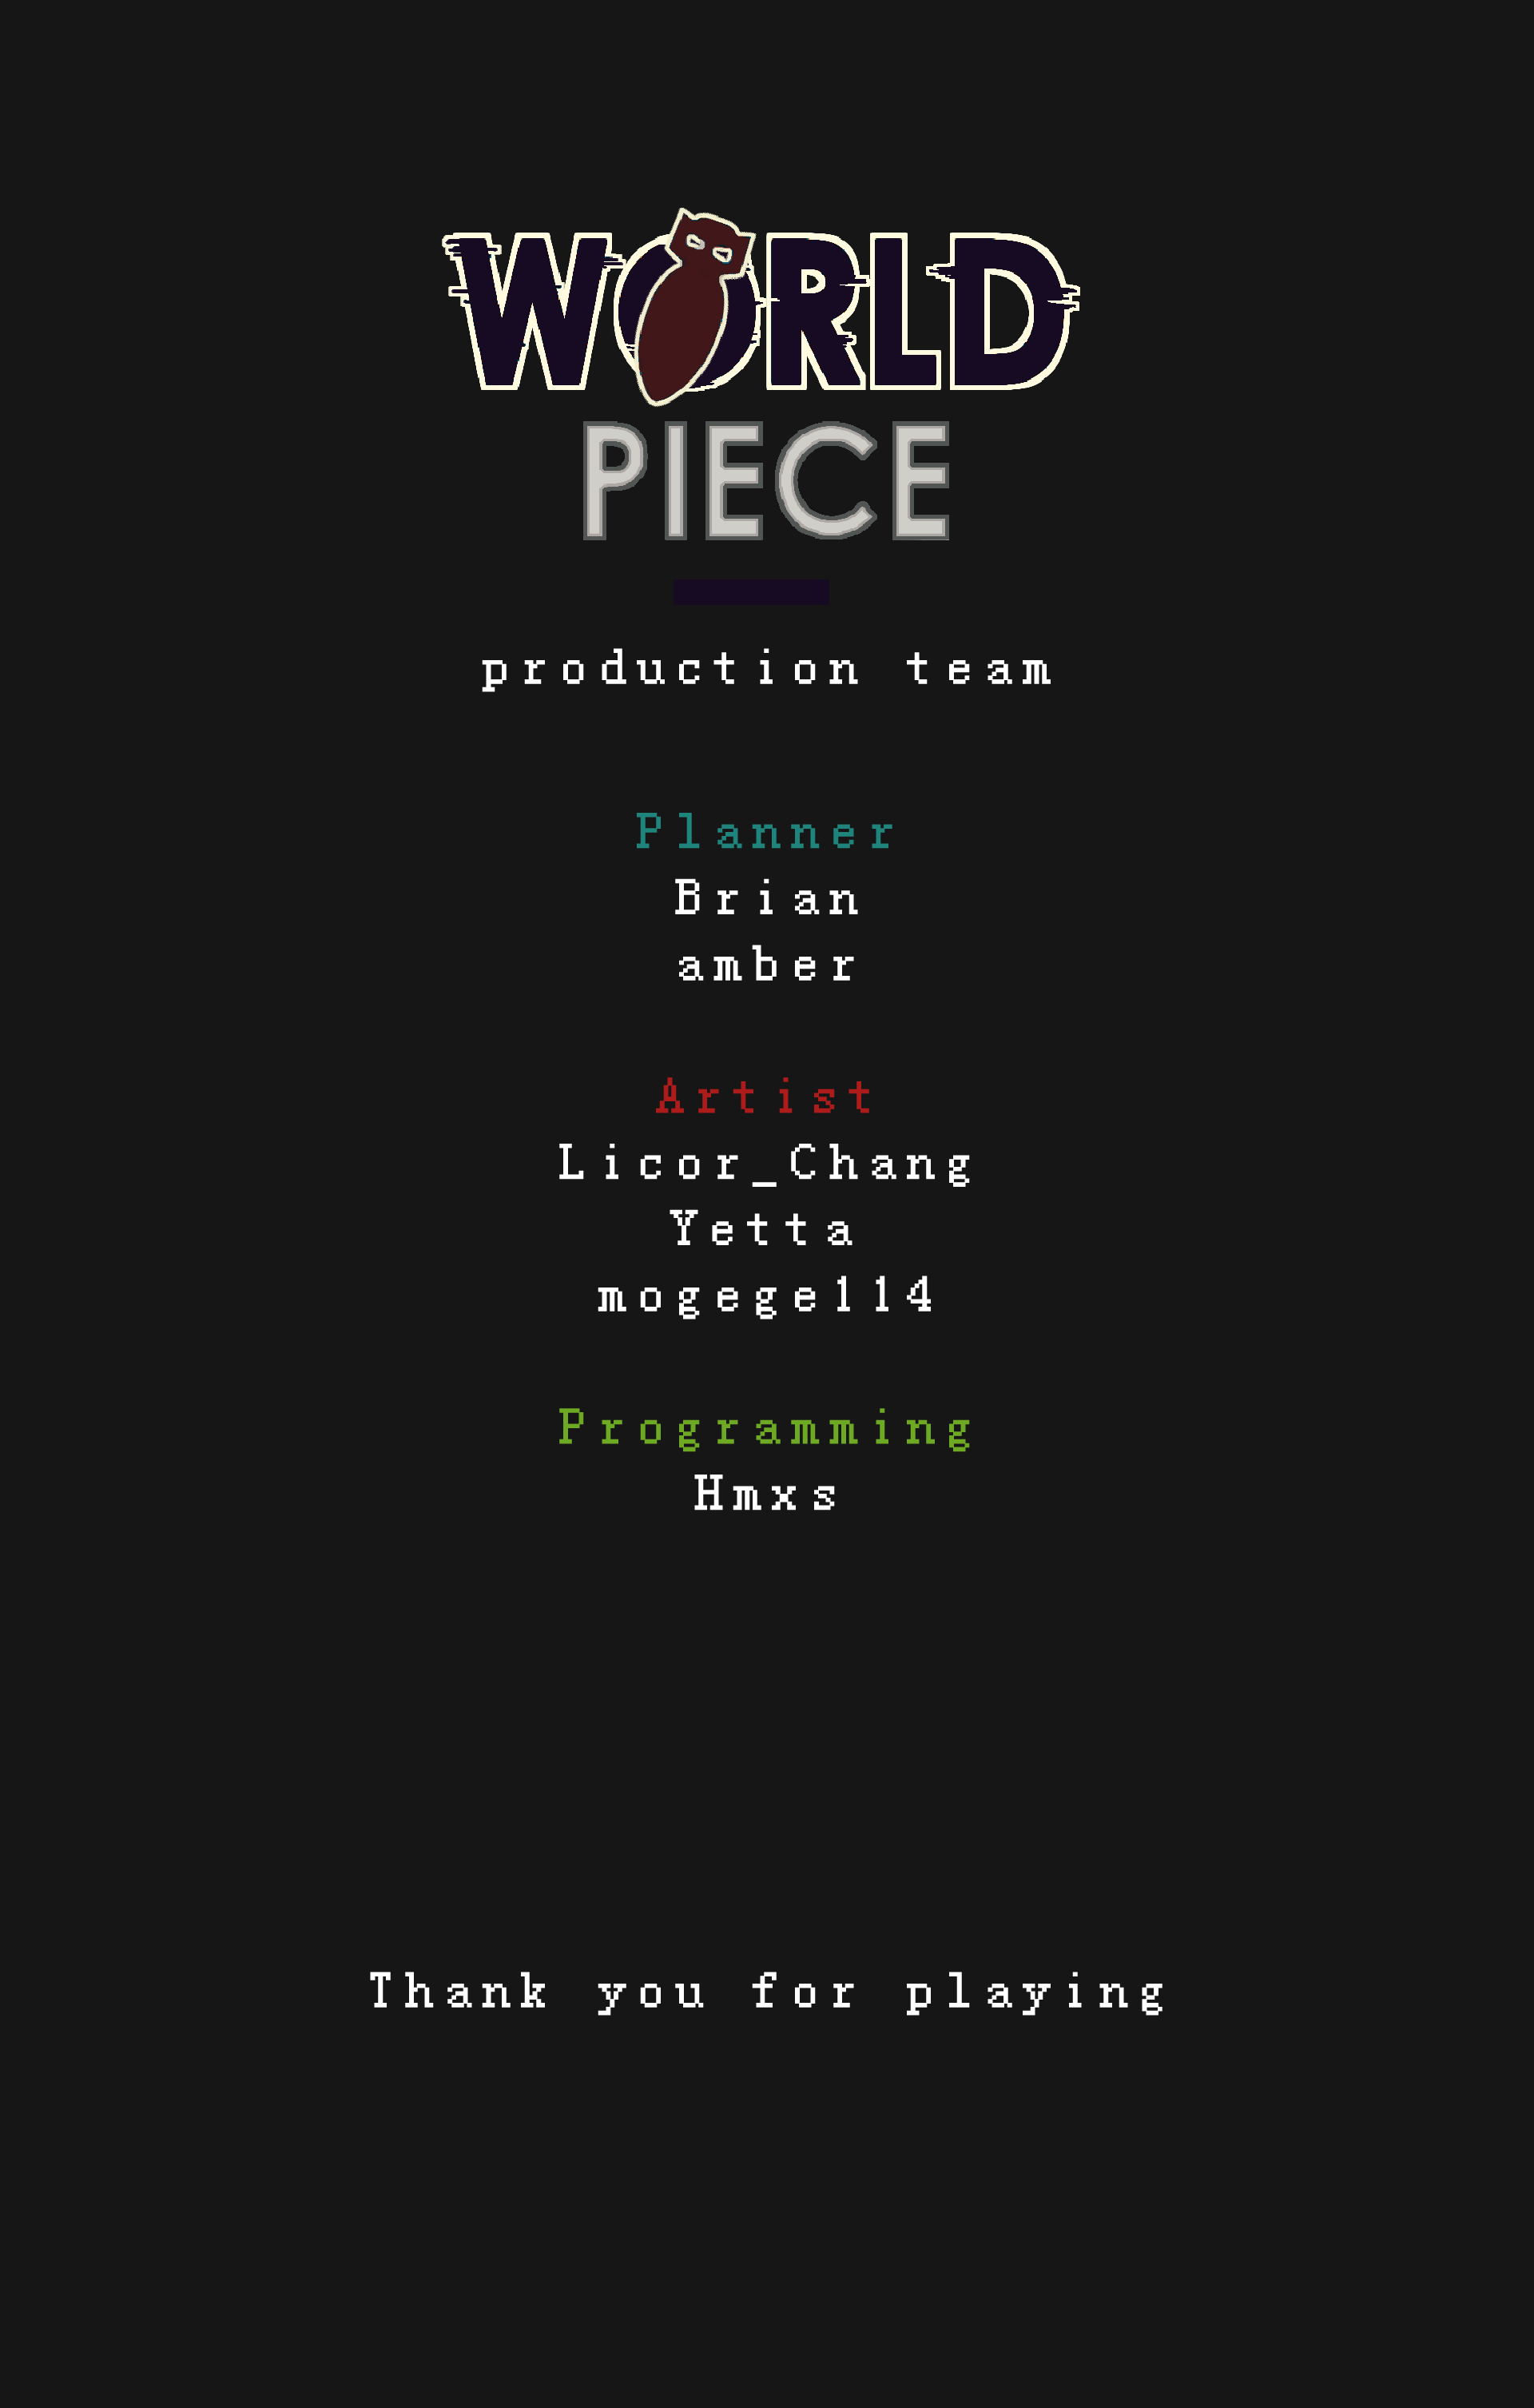 WORLD
PIECE
production team
Planner
Brian
amber
Artist
Licor_Chang
Yetta
mogege114
Programming
Hmxs
Thank you for playing